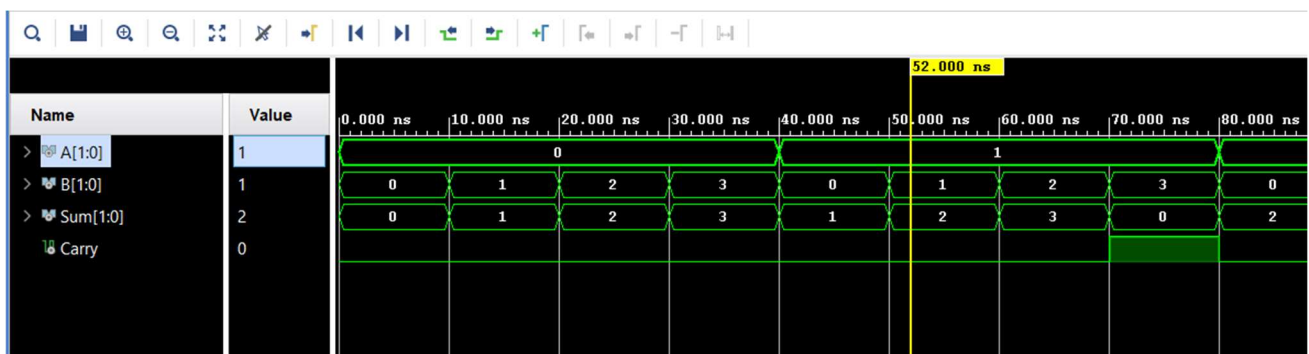 52.000 ns
Name Value 0.000 ns 10.000 ns 20.000 ns 30.000 ns 40.000 ns 50.000 ns 60.000 ns 70.000 ns 80.000 ns
A[1:0] 1 0 1
B[1:0] 1 0 1 2 3 0 1 2 3 0
Sum[1:0] 2 0 1 2 3 1 2 3 0 2
Carry 0